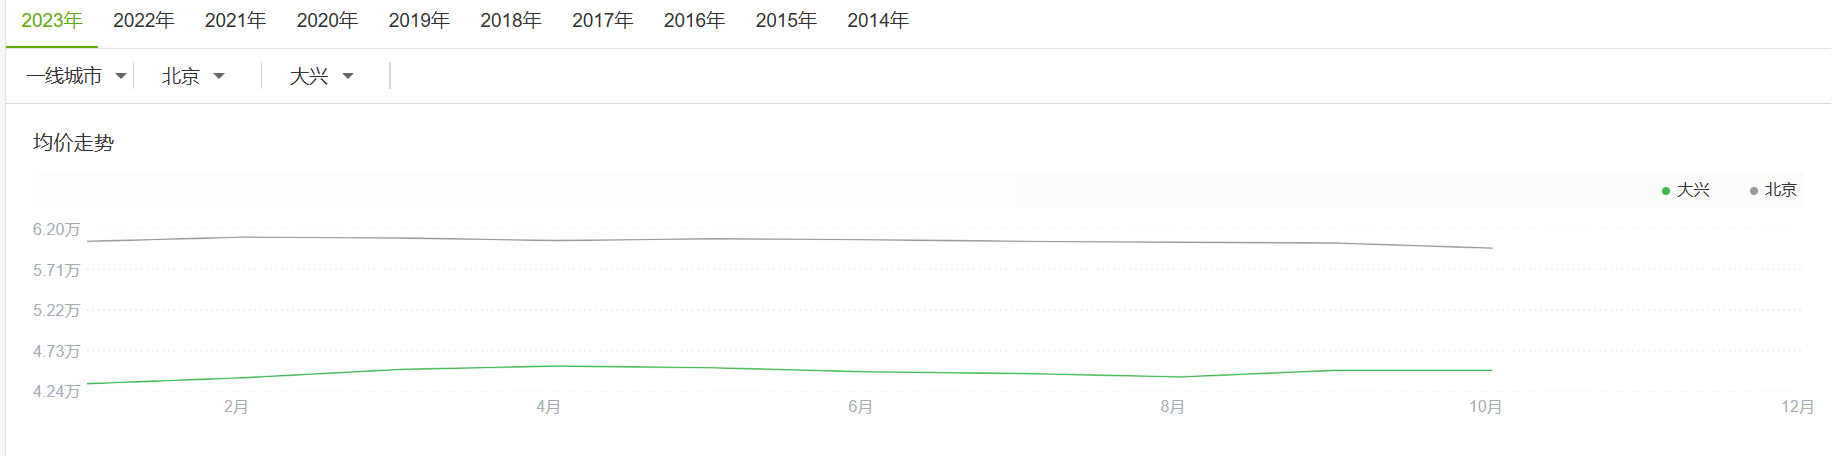 2023年 2022年 2021年 2020年 2019年 2018年 2017年 2016年 2015年 2014年
一线城市 北京 大兴
均价走势
大兴 北京
6.20万
5.71万
5.22万
4.73万
4.24万
2月 4月 6月 8月 10月 12月